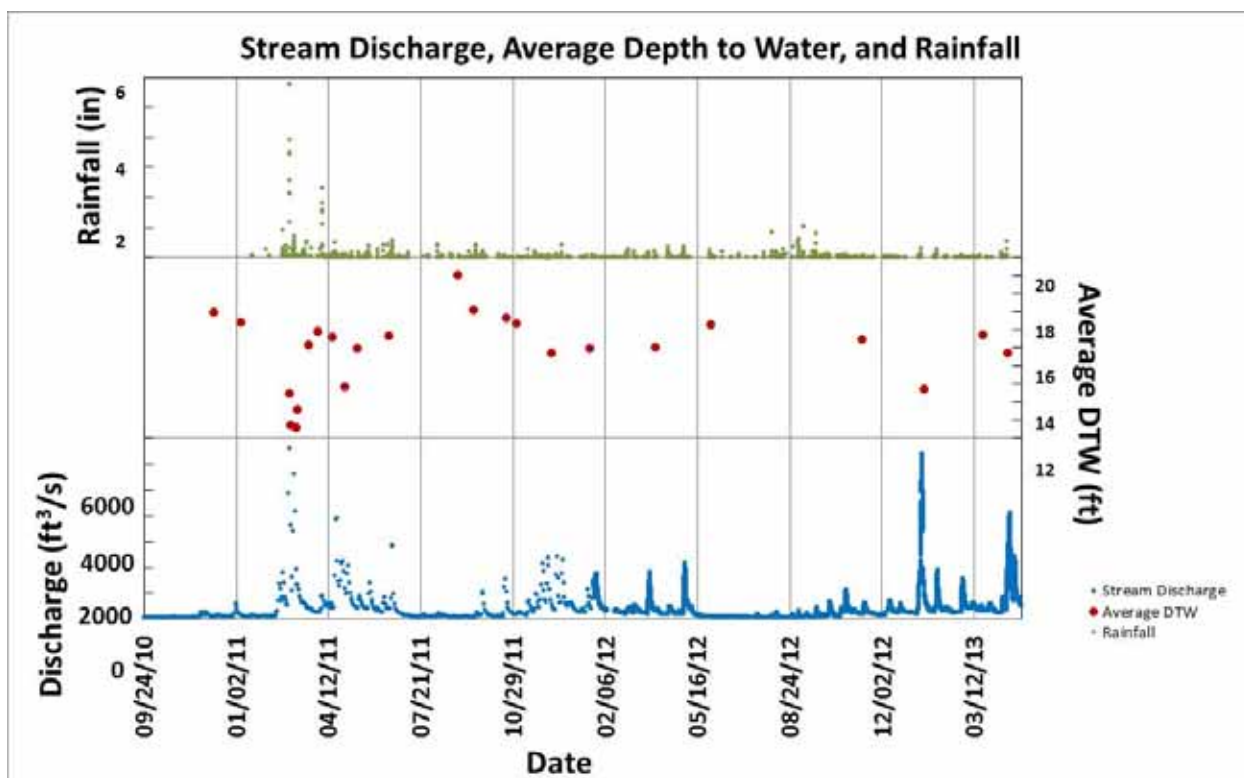 Stream Discharge, Average Depth to Water, and Rainfall
Rainfall (in)
6
4
2
Average DTW (ft)
20
18
16
14
12
Discharge (ft³/s)
6000
4000
2000
0
09/24/10
01/02/11
04/12/11
07/21/11
10/29/11
02/06/12
05/16/12
08/24/12
12/02/12
03/12/13
Date
Stream Discharge
Average DTW
Rainfall